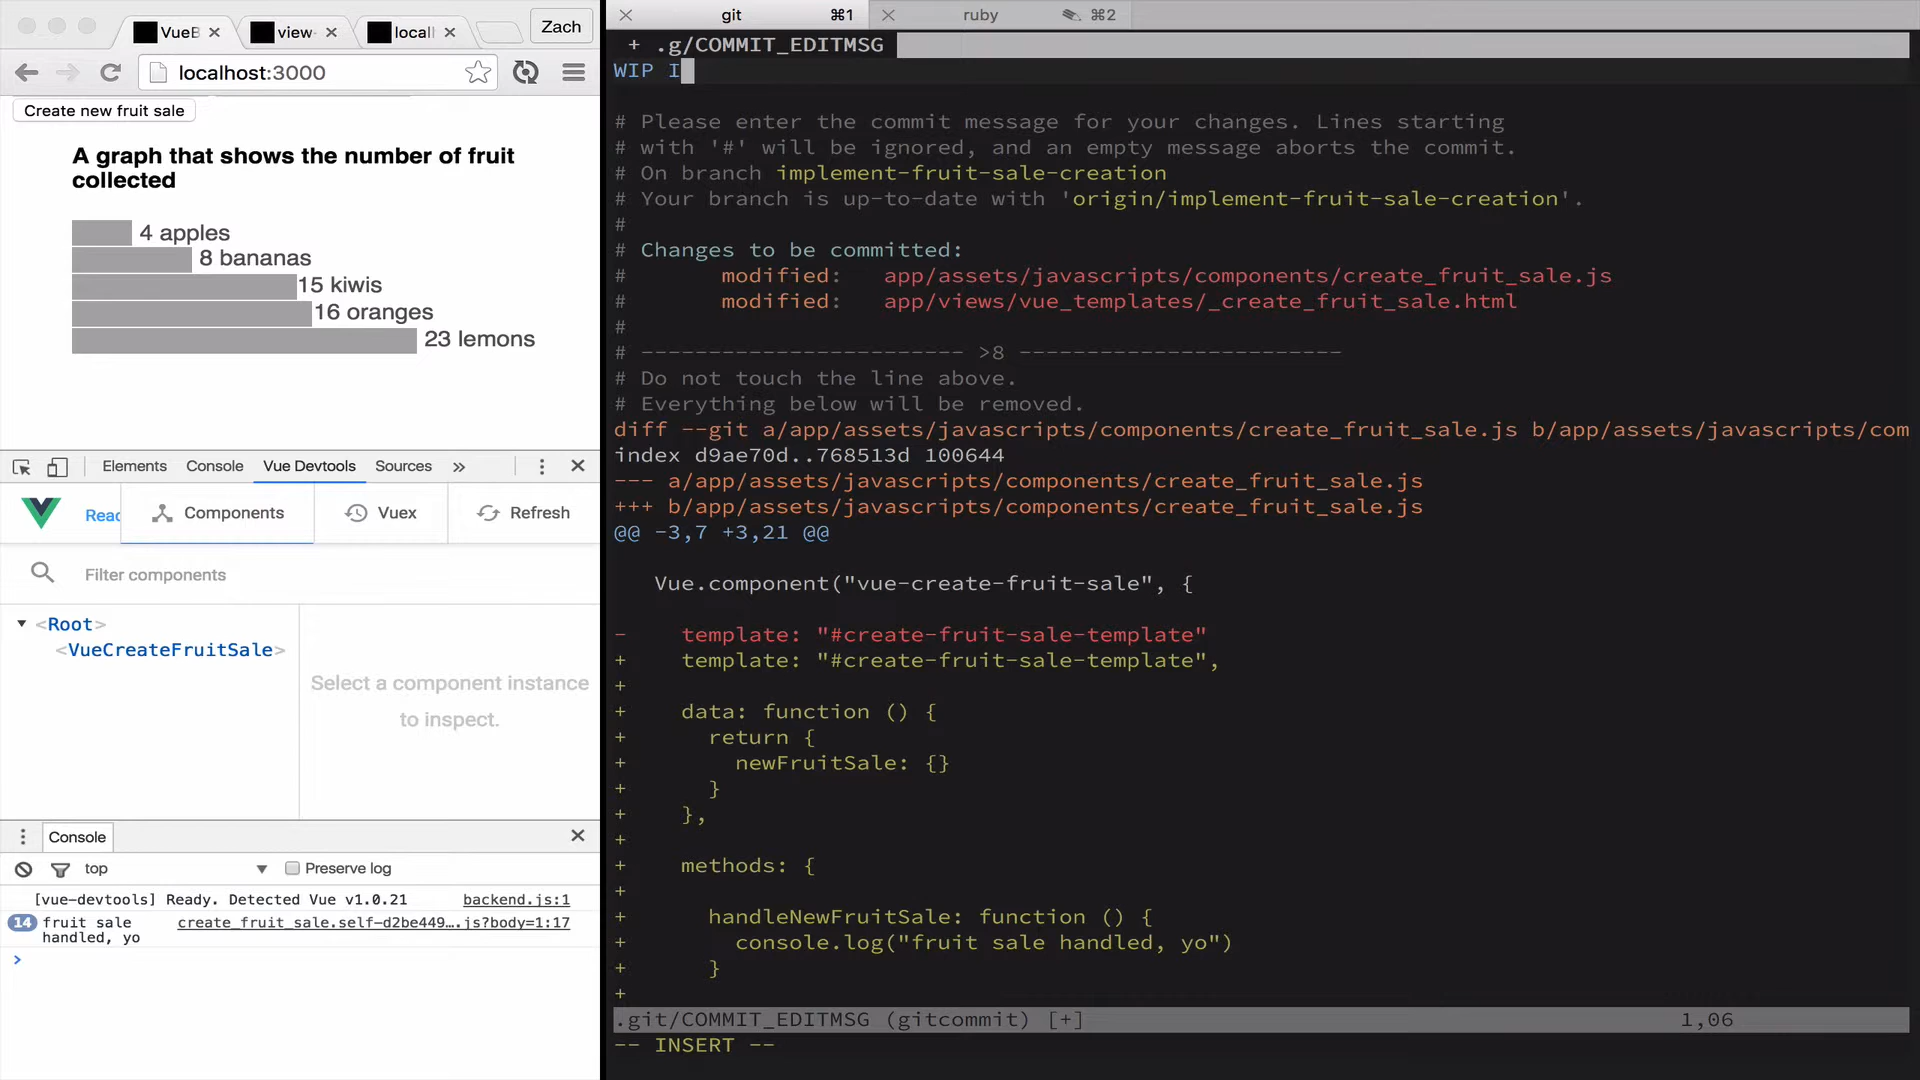 VueB
view-
locall
Zach
localhost:3000
Create new fruit sale
A graph that shows the number of fruit
collected
4 apples
8 bananas
15 kiwis
16 oranges
23 lemons
Elements Console Vue Devtools Sources »
Reac Components Vuex Refresh
Filter components
<Root>
<VueCreateFruitSale>
Select a component instance
to inspect.
Console
top Preserve log
[vue-devtools] Ready. Detected Vue v1.0.21 backend.js:1
14 fruit sale create_fruit_sale.self-d2be449….js?body=1:17
handled, yo
>
git ⌘1 ruby ⌘2
+ .g/COMMIT_EDITMSG
WIP I
# Please enter the commit message for your changes. Lines starting
# with '#' will be ignored, and an empty message aborts the commit.
# On branch implement-fruit-sale-creation
# Your branch is up-to-date with 'origin/implement-fruit-sale-creation'.
#
# Changes to be committed:
# modified: app/assets/javascripts/components/create_fruit_sale.js
# modified: app/views/vue_templates/_create_fruit_sale.html
#
# ------------------------ >8 ------------------------
# Do not touch the line above.
# Everything below will be removed.
diff --git a/app/assets/javascripts/components/create_fruit_sale.js b/app/assets/javascripts/com
index d9ae70d..768513d 100644
--- a/app/assets/javascripts/components/create_fruit_sale.js
+++ b/app/assets/javascripts/components/create_fruit_sale.js
@@ -3,7 +3,21 @@
Vue.component("vue-create-fruit-sale", {
- template: "#create-fruit-sale-template"
+ template: "#create-fruit-sale-template",
+
+ data: function () {
+ return {
+ newFruitSale: {}
+ }
+ },
+
+ methods: {
+
+ handleNewFruitSale: function () {
+ console.log("fruit sale handled, yo")
+ }
+
.git/COMMIT_EDITMSG (gitcommit) [+] 1,06
-- INSERT --